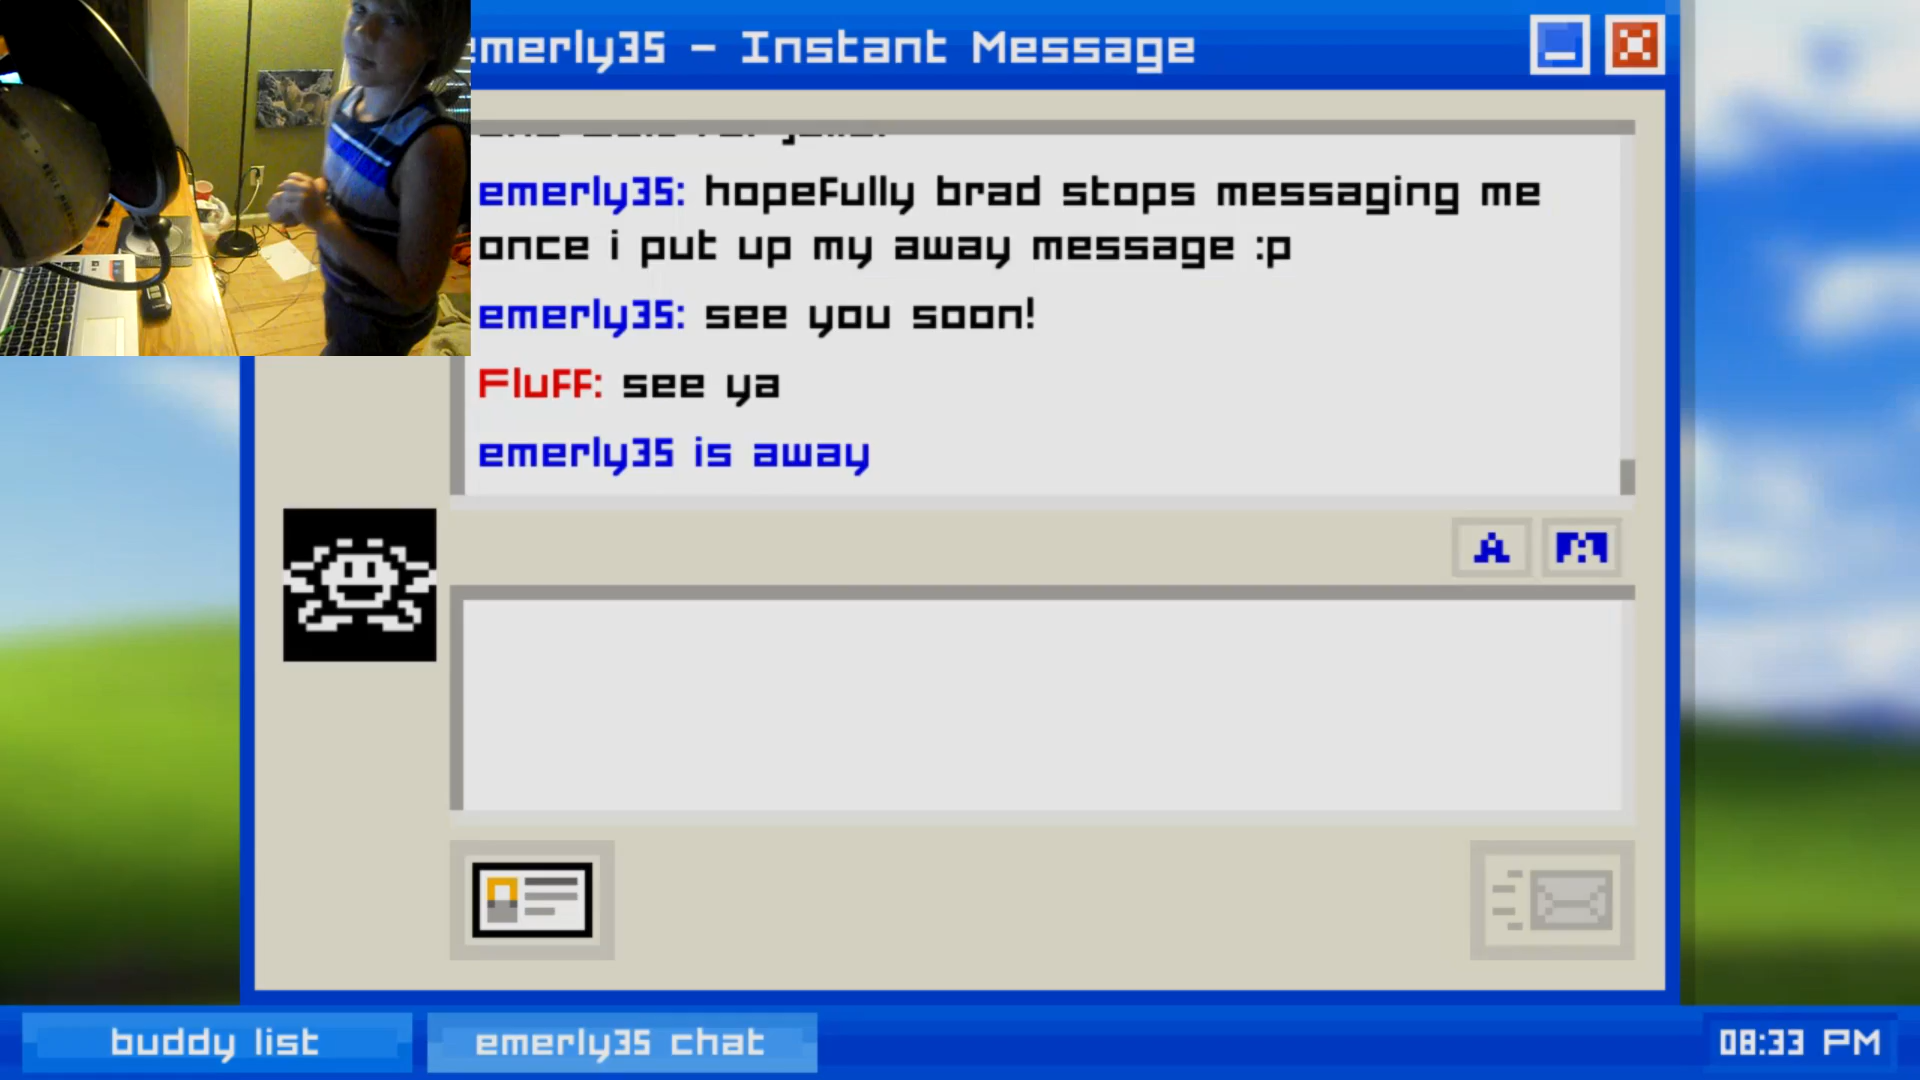 emerly35 - Instant Message
emerly35: hopefully brad stops messaging me
once i put up my away message :p
emerly35: see you soon!
Fluff: see ya
emerly35 is away
A M
buddy list
emerly35 chat
08:33 PM